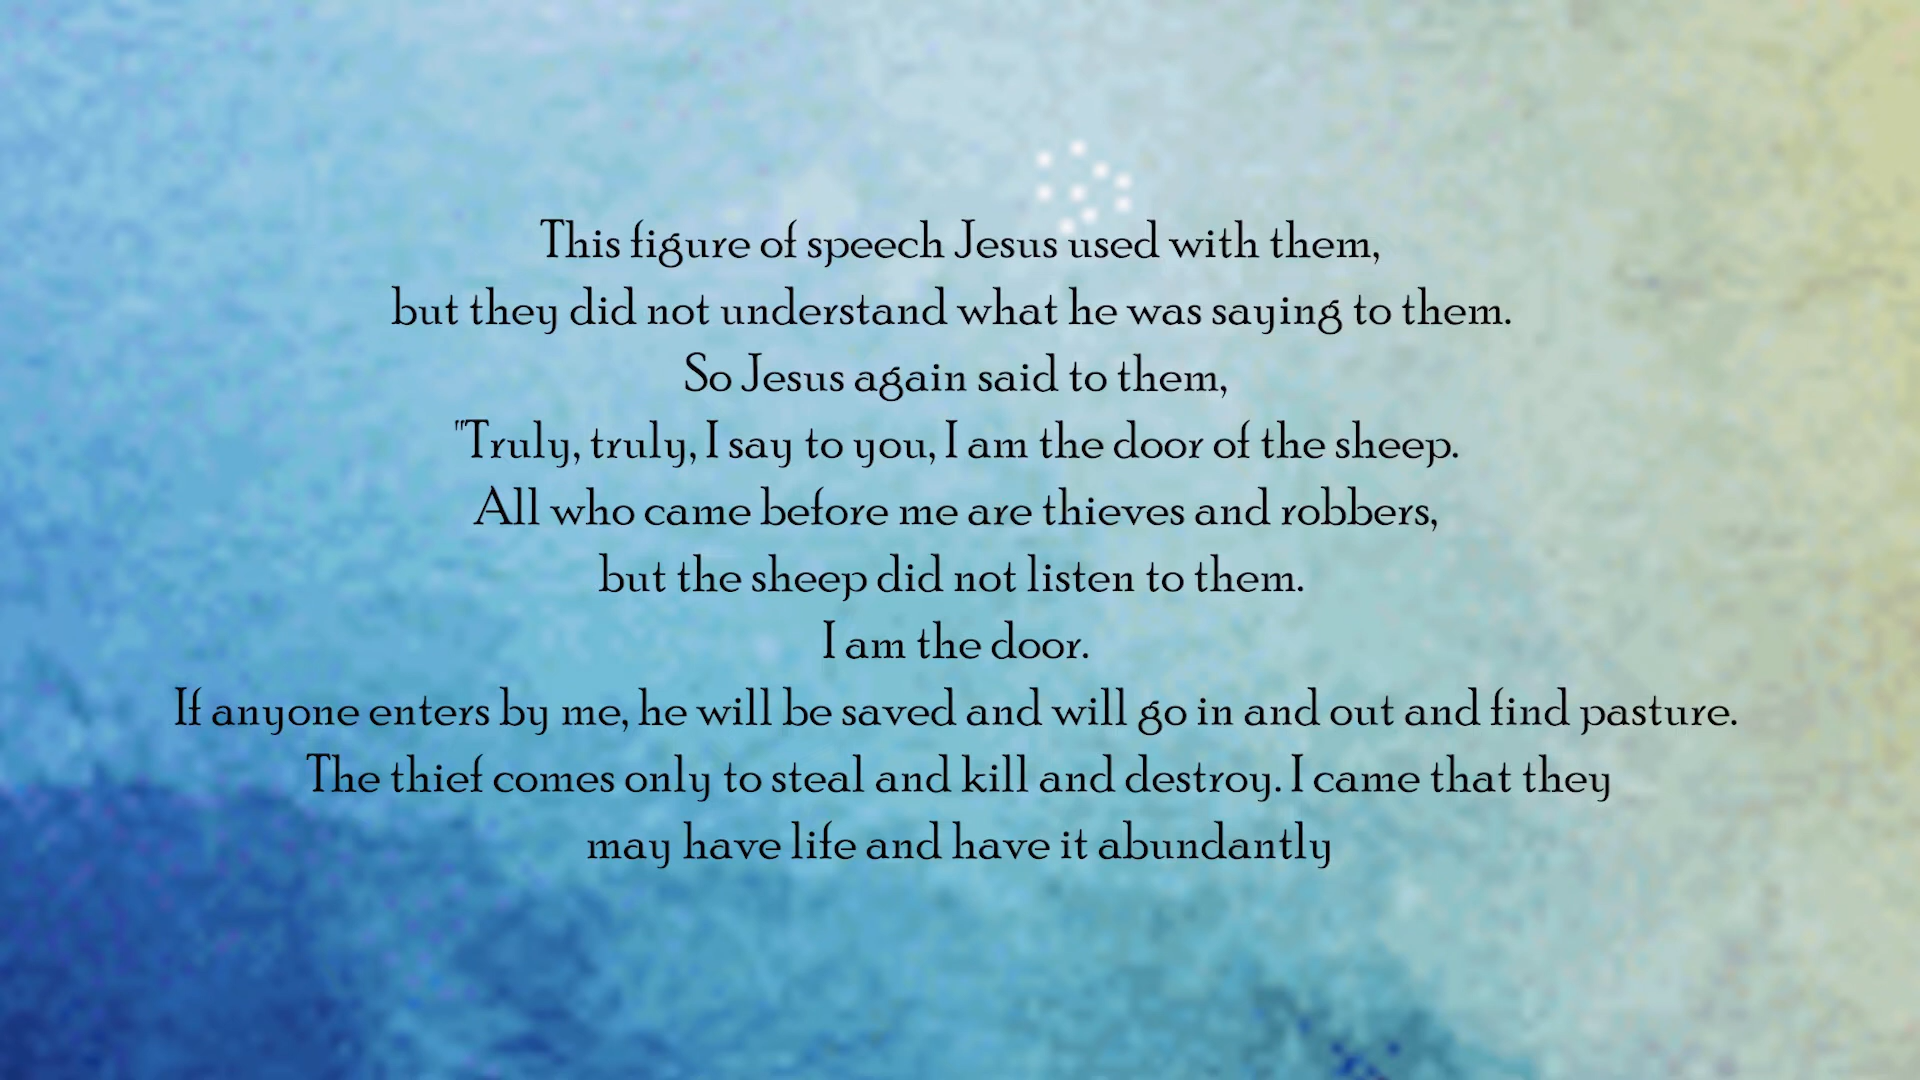 This figure of speech Jesus used with them,
but they did not understand what he was saying to them.
So Jesus again said to them,
"Truly, truly, I say to you, I am the door of the sheep.
All who came before me are thieves and robbers,
but the sheep did not listen to them.
I am the door.
If anyone enters by me, he will be saved and will go in and out and find pasture.
The thief comes only to steal and kill and destroy. I came that they
may have life and have it abundantly